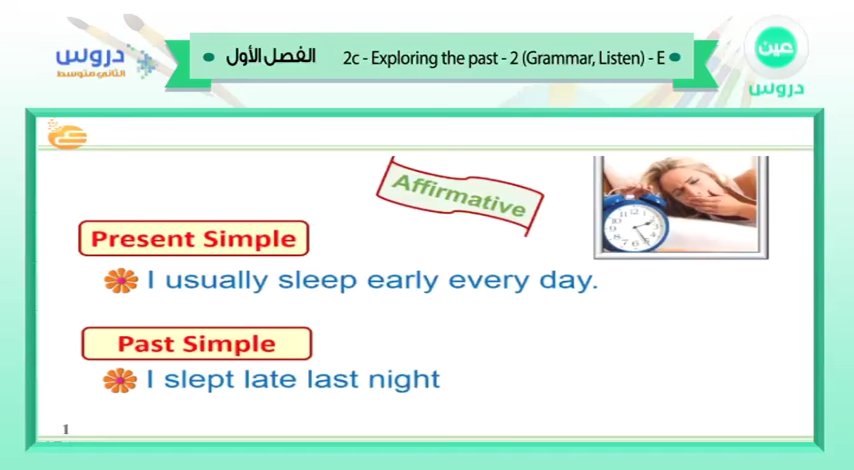 دروس
الثاني متوسط
الفصل الأول
2c - Exploring the past - 2 (Grammar, Listen) - E
عين
دروس
Affirmative
Present Simple
I usually sleep early every day.
Past Simple
I slept late last night
1